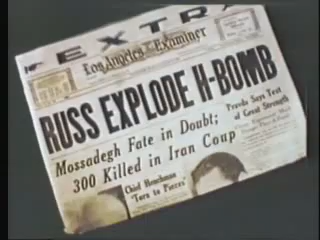 EXTRA
Los Angeles Examiner
RUSS EXPLODE H-BOMB
Mossadegh Fate in Doubt;
300 Killed in Iran Coup
Pravda Says Test
of Great Strength
Chief Henchman
"Torn to Pieces"